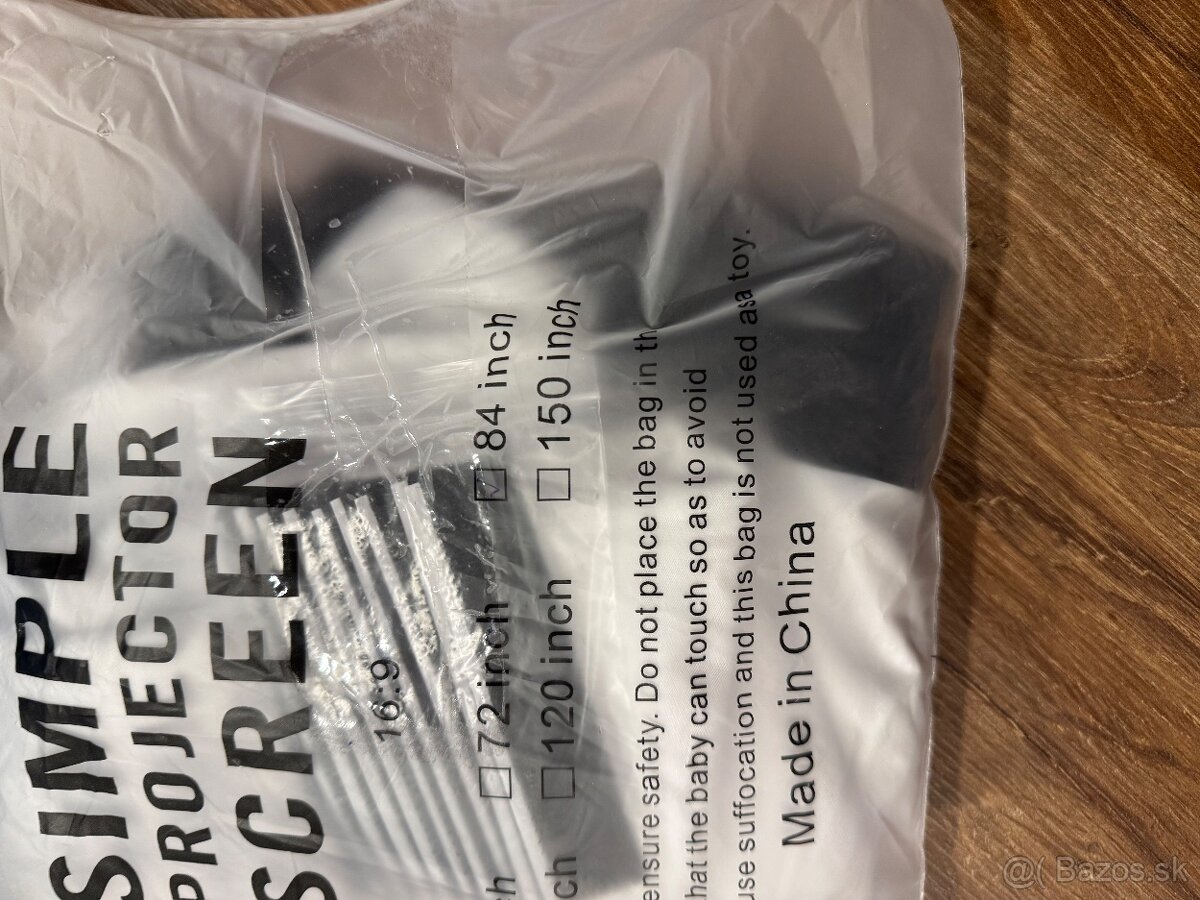 SIMPLE
PROJECTOR
SCREEN
16:9
☐ 72 inch ☑ 84 inch
ch ☐ 120 inch ☐ 150 inch
ensure safety. Do not place the bag in th
hat the baby can touch so as to avoid
use suffocation and this bag is not used as a toy.
Made in China
@( Bazos.sk